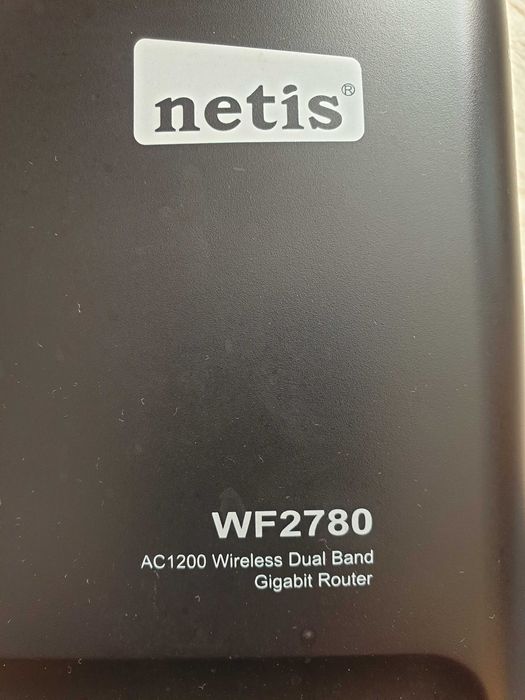 netis®
WF2780
AC1200 Wireless Dual Band
Gigabit Router